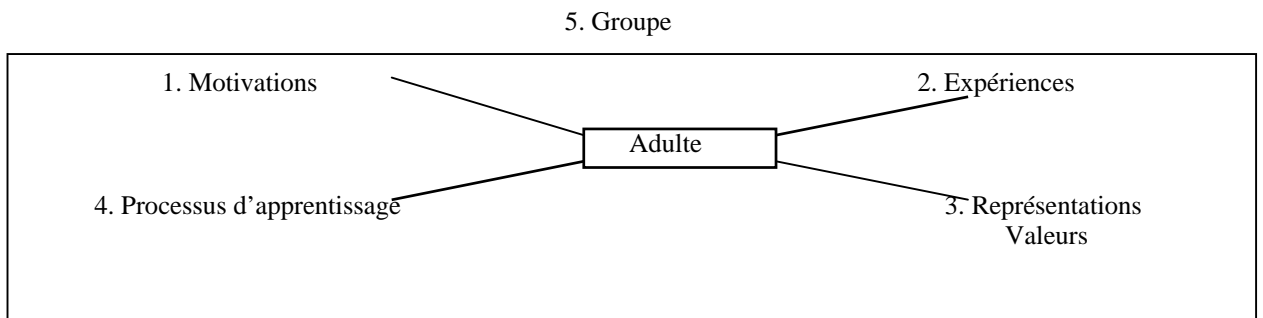 5. Groupe
1. Motivations
2. Expériences
Adulte
4. Processus d’apprentissage
3. Représentations
Valeurs